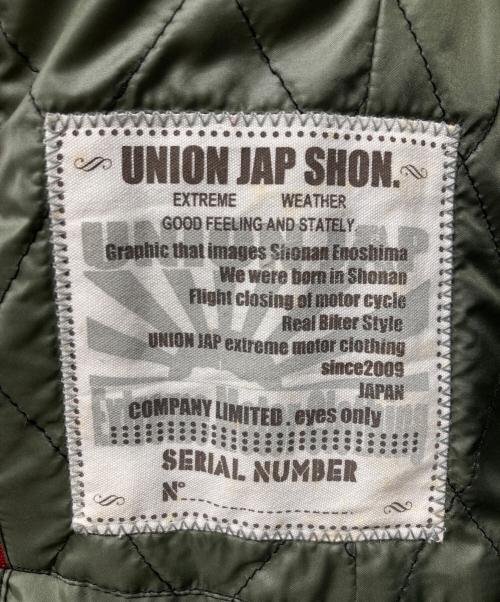 UNION JAP SHON.
EXTREME WEATHER
GOOD FEELING AND STATELY
Graphic that images Shonan Enoshima
We were born in Shonan
Flight closing of motor cycle
Real Biker Style
UNION JAP extreme motor clothing
since2009
JAPAN
COMPANY LIMITED . eyes only
SERIAL NUMBER
N°